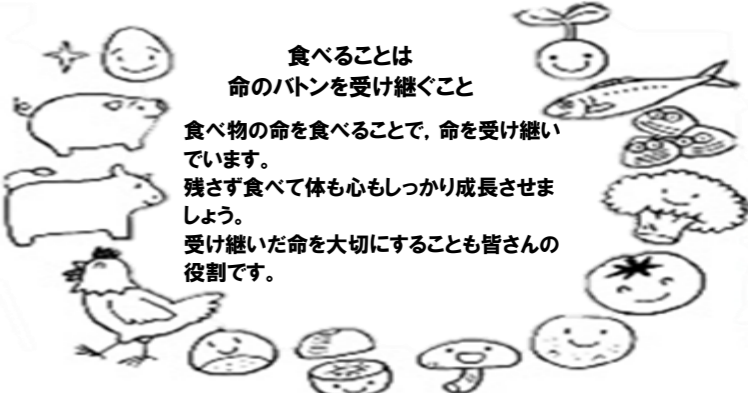 食べることは
命のバトンを受け継ぐこと
食べ物の命を食べることで，命を受け継い
でいます。
残さず食べて体も心もしっかり成長させま
しょう。
受け継いだ命を大切にすることも皆さんの
役割です。